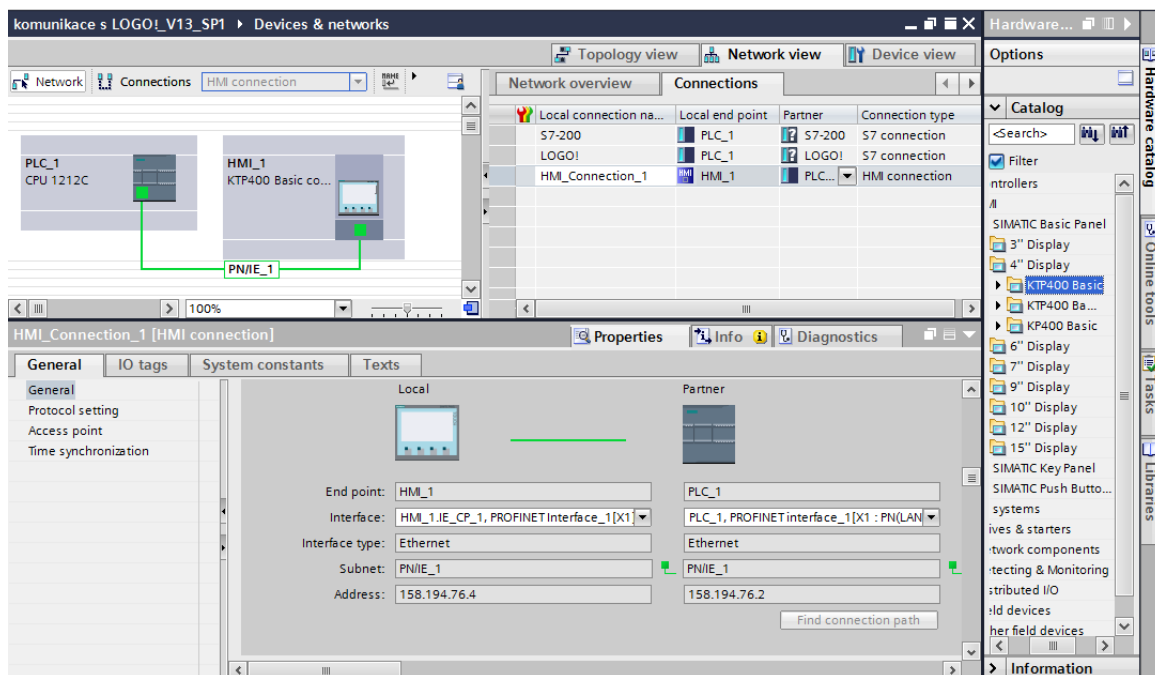 komunikace s LOGO!_V13_SP1 ▸ Devices & networks
Hardware...
Topology view
Network view
Device view
Options
Network
Connections
HMI connection
Network overview
Connections
Local connection na...
Local end point
Partner
Connection type
S7-200
PLC_1
S7-200
S7 connection
LOGO!
PLC_1
LOGO!
S7 connection
HMI_Connection_1
HMI_1
PLC...
HMI connection
PLC_1
CPU 1212C
HMI_1
KTP400 Basic co...
PN/IE_1
100%
Catalog
<Search>
Filter
ntrollers
SIMATIC Basic Panel
3" Display
4" Display
KTP400 Basic
KTP400 Ba...
KP400 Basic
6" Display
7" Display
9" Display
10" Display
12" Display
15" Display
SIMATIC Key Panel
SIMATIC Push Butto...
systems
ives & starters
twork components
tecting & Monitoring
stributed I/O
eld devices
her field devices
Information
Hardware catalog
Online tools
Tasks
Libraries
HMI_Connection_1 [HMI connection]
Properties
Info
Diagnostics
General
IO tags
System constants
Texts
General
Protocol setting
Access point
Time synchronization
Local
Partner
End point:
HMI_1
PLC_1
Interface:
HMI_1.IE_CP_1, PROFINET Interface_1[X1]
PLC_1, PROFINET interface_1[X1 : PN(LAN
Interface type:
Ethernet
Ethernet
Subnet:
PN/IE_1
PN/IE_1
Address:
158.194.76.4
158.194.76.2
Find connection path